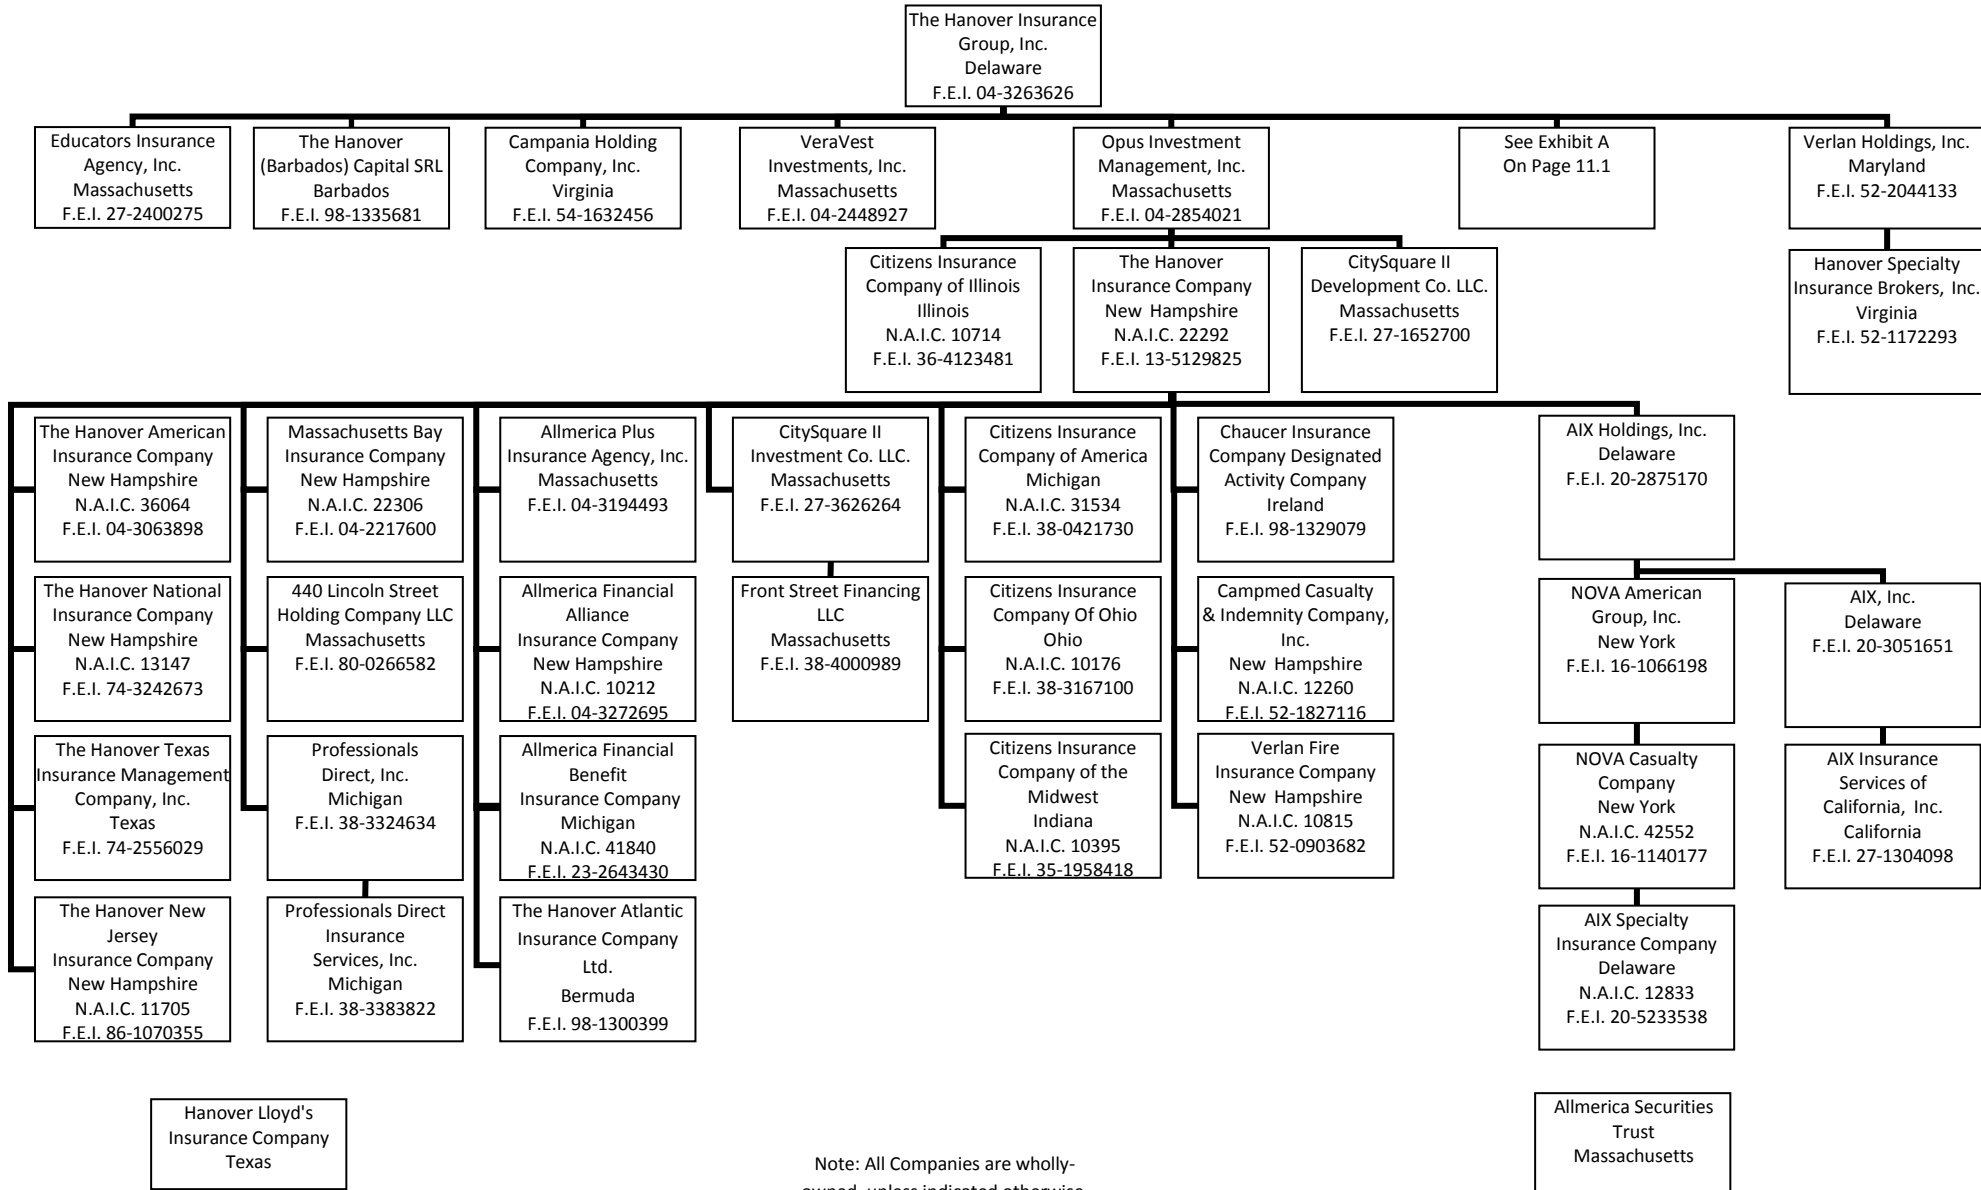 The Hanover Insurance
Group, Inc.
Delaware
F.E.I. 04-3263626
Educators Insurance
Agency, Inc.
Massachusetts
F.E.I. 27-2400275
The Hanover
(Barbados) Capital SRL
Barbados
F.E.I. 98-1335681
Campania Holding
Company, Inc.
Virginia
F.E.I. 54-1632456
VeraVest
Investments, Inc.
Massachusetts
F.E.I. 04-2448927
Opus Investment
Management, Inc.
Massachusetts
F.E.I. 04-2854021
See Exhibit A
On Page 11.1
Verlan Holdings, Inc.
Maryland
F.E.I. 52-2044133
Citizens Insurance
Company of Illinois
Illinois
N.A.I.C. 10714
F.E.I. 36-4123481
The Hanover
Insurance Company
New Hampshire
N.A.I.C. 22292
F.E.I. 13-5129825
CitySquare II
Development Co. LLC.
Massachusetts
F.E.I. 27-1652700
Hanover Specialty
Insurance Brokers, Inc.
Virginia
F.E.I. 52-1172293
The Hanover American
Insurance Company
New Hampshire
N.A.I.C. 36064
F.E.I. 04-3063898
Massachusetts Bay
Insurance Company
New Hampshire
N.A.I.C. 22306
F.E.I. 04-2217600
Allmerica Plus
Insurance Agency, Inc.
Massachusetts
F.E.I. 04-3194493
CitySquare II
Investment Co. LLC.
Massachusetts
F.E.I. 27-3626264
Citizens Insurance
Company of America
Michigan
N.A.I.C. 31534
F.E.I. 38-0421730
Chaucer Insurance
Company Designated
Activity Company
Ireland
F.E.I. 98-1329079
AIX Holdings, Inc.
Delaware
F.E.I. 20-2875170
The Hanover National
Insurance Company
New Hampshire
N.A.I.C. 13147
F.E.I. 74-3242673
440 Lincoln Street
Holding Company LLC
Massachusetts
F.E.I. 80-0266582
Allmerica Financial
Alliance
Insurance Company
New Hampshire
N.A.I.C. 10212
F.E.I. 04-3272695
Front Street Financing
LLC
Massachusetts
F.E.I. 38-4000989
Citizens Insurance
Company Of Ohio
Ohio
N.A.I.C. 10176
F.E.I. 38-3167100
Campmed Casualty
& Indemnity Company,
Inc.
New Hampshire
N.A.I.C. 12260
F.E.I. 52-1827116
NOVA American
Group, Inc.
New York
F.E.I. 16-1066198
AIX, Inc.
Delaware
F.E.I. 20-3051651
The Hanover Texas
Insurance Management
Company, Inc.
Texas
F.E.I. 74-2556029
Professionals
Direct, Inc.
Michigan
F.E.I. 38-3324634
Allmerica Financial
Benefit
Insurance Company
Michigan
N.A.I.C. 41840
F.E.I. 23-2643430
Citizens Insurance
Company of the
Midwest
Indiana
N.A.I.C. 10395
F.E.I. 35-1958418
Verlan Fire
Insurance Company
New Hampshire
N.A.I.C. 10815
F.E.I. 52-0903682
NOVA Casualty
Company
New York
N.A.I.C. 42552
F.E.I. 16-1140177
AIX Insurance
Services of
California, Inc.
California
F.E.I. 27-1304098
The Hanover New
Jersey
Insurance Company
New Hampshire
N.A.I.C. 11705
F.E.I. 86-1070355
Professionals Direct
Insurance
Services, Inc.
Michigan
F.E.I. 38-3383822
The Hanover Atlantic
Insurance Company
Ltd.
Bermuda
F.E.I. 98-1300399
AIX Specialty
Insurance Company
Delaware
N.A.I.C. 12833
F.E.I. 20-5233538
Hanover Lloyd's
Insurance Company
Texas
Note: All Companies are wholly-
owned, unless indicated otherwise
Allmerica Securities
Trust
Massachusetts